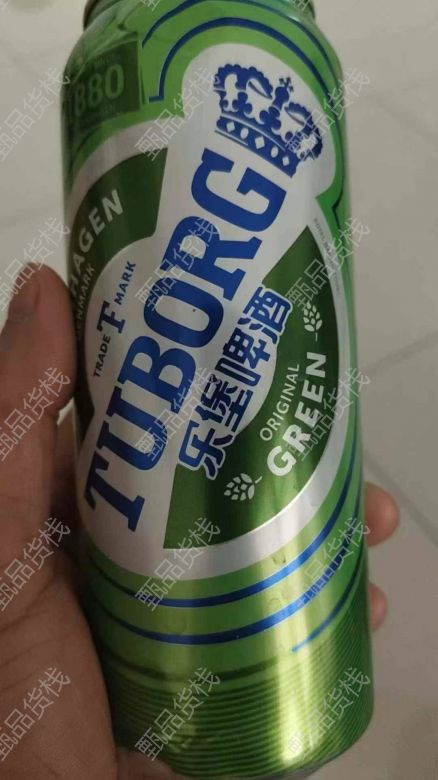 1880
HAGEN
DENMARK
TRADE T MARK
TUBORG
乐堡啤酒
ORIGINAL
GREEN
甄品货栈